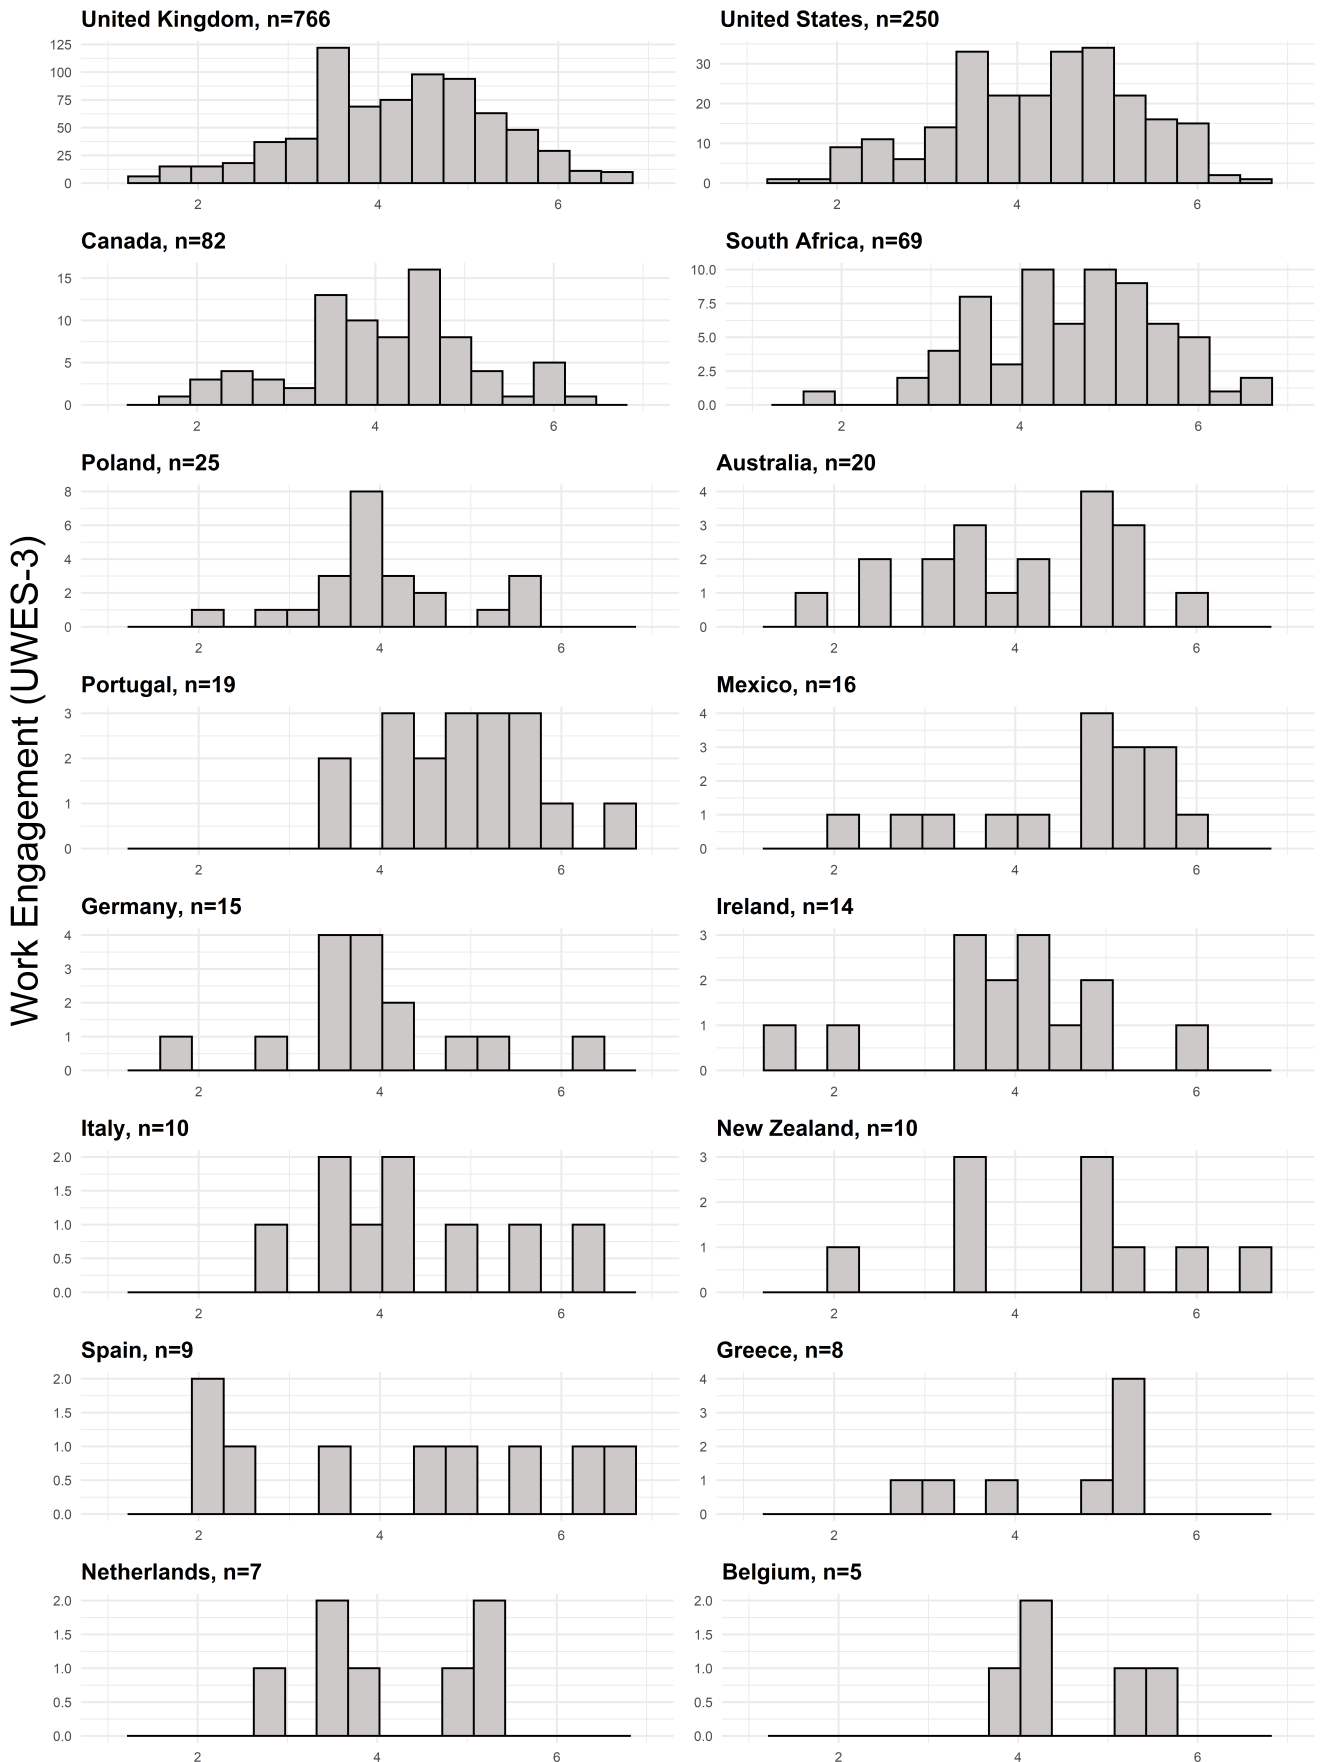 United Kingdom, n=766
125
100
75
50
25
0
2 4 6
United States, n=250
30
20
10
0
2 4 6
Canada, n=82
15
10
5
0
2 4 6
South Africa, n=69
10.0
7.5
5.0
2.5
0.0
2 4 6
Poland, n=25
8
6
4
2
0
2 4 6
Australia, n=20
4
3
2
1
0
2 4 6
Work Engagement (UWES-3)
Portugal, n=19
3
2
1
0
2 4 6
Mexico, n=16
4
3
2
1
0
2 4 6
Germany, n=15
4
3
2
1
0
2 4 6
Ireland, n=14
3
2
1
0
2 4 6
Italy, n=10
2.0
1.5
1.0
0.5
0.0
2 4 6
New Zealand, n=10
3
2
1
0
2 4 6
Spain, n=9
2.0
1.5
1.0
0.5
0.0
2 4 6
Greece, n=8
4
3
2
1
0
2 4 6
Netherlands, n=7
2.0
1.5
1.0
0.5
0.0
2 4 6
Belgium, n=5
2.0
1.5
1.0
0.5
0.0
2 4 6